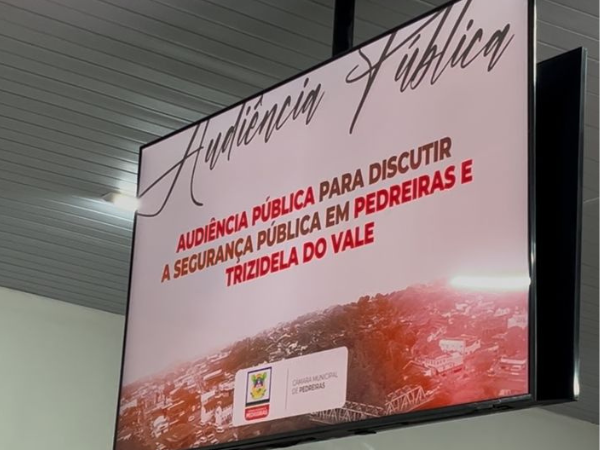 Audiência Pública
AUDIÊNCIA PÚBLICA PARA DISCUTIR
A SEGURANÇA PÚBLICA EM PEDREIRAS E
TRIZIDELA DO VALE
CÂMARA MUNICIPAL
DE PEDREIRAS